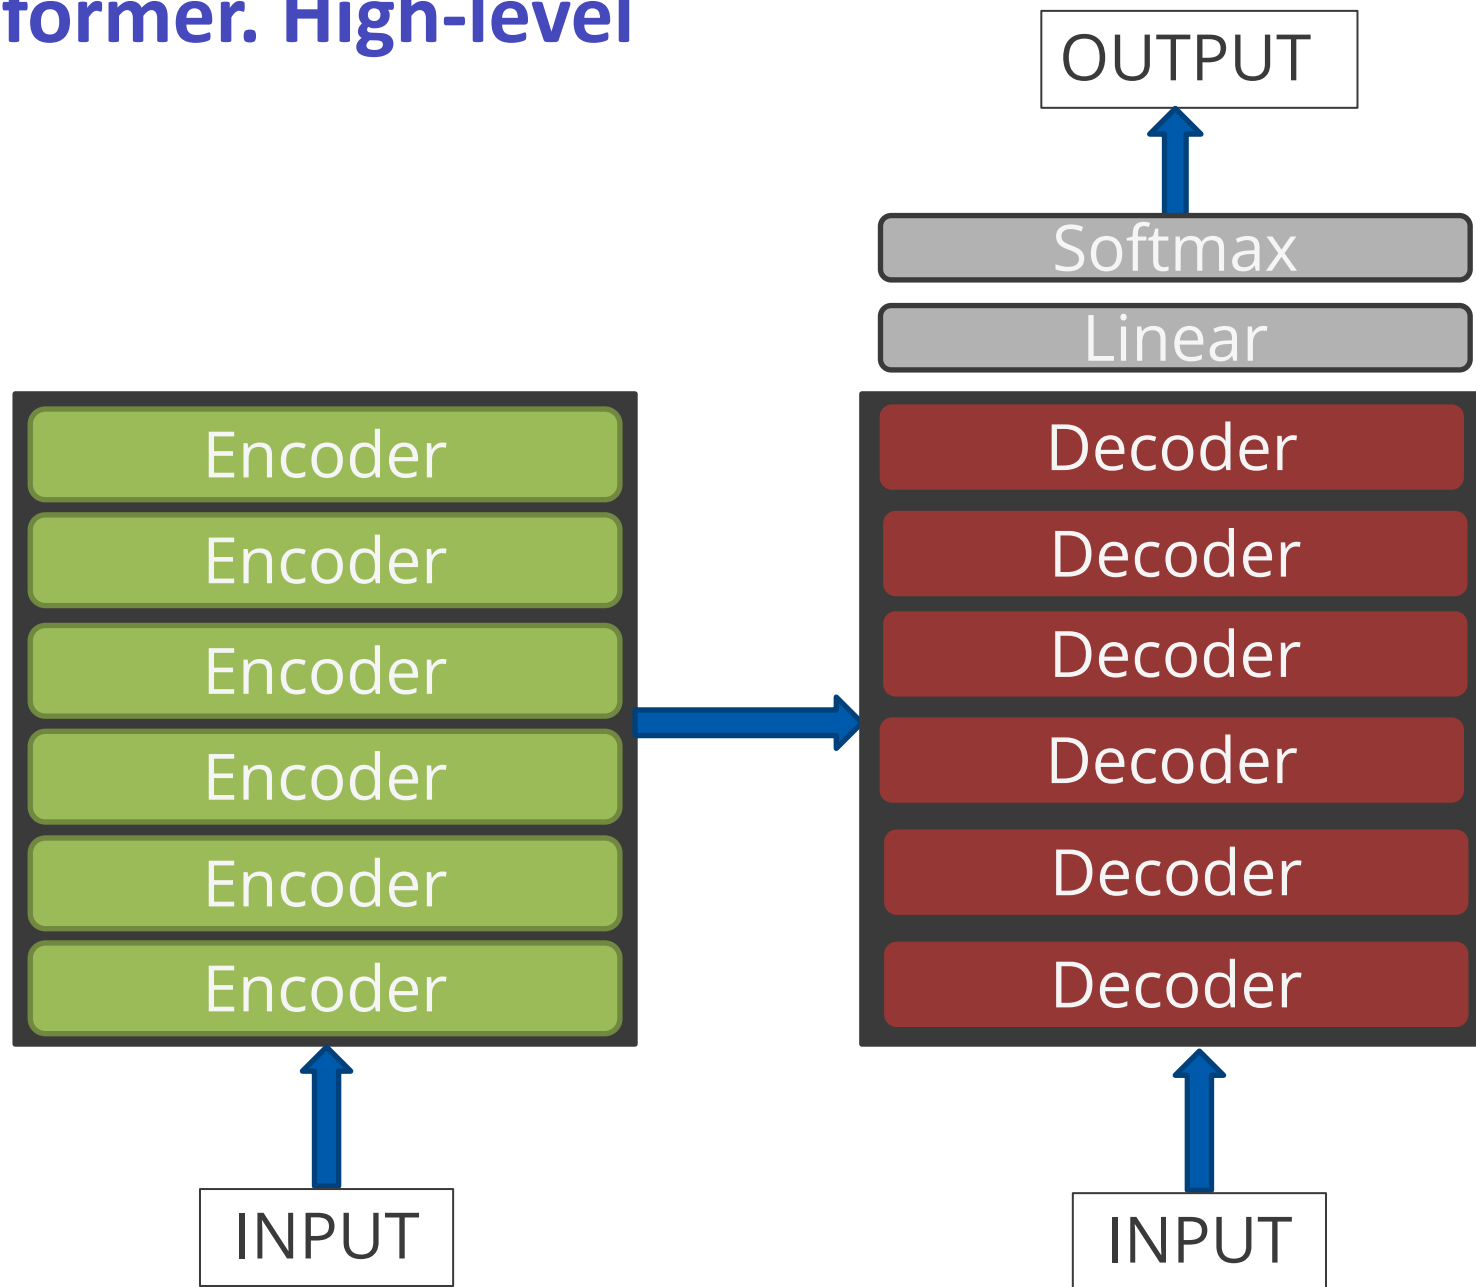 former. High-level
OUTPUT
Softmax
Linear
Encoder
Encoder
Encoder
Encoder
Encoder
Encoder
INPUT
Decoder
Decoder
Decoder
Decoder
Decoder
Decoder
INPUT